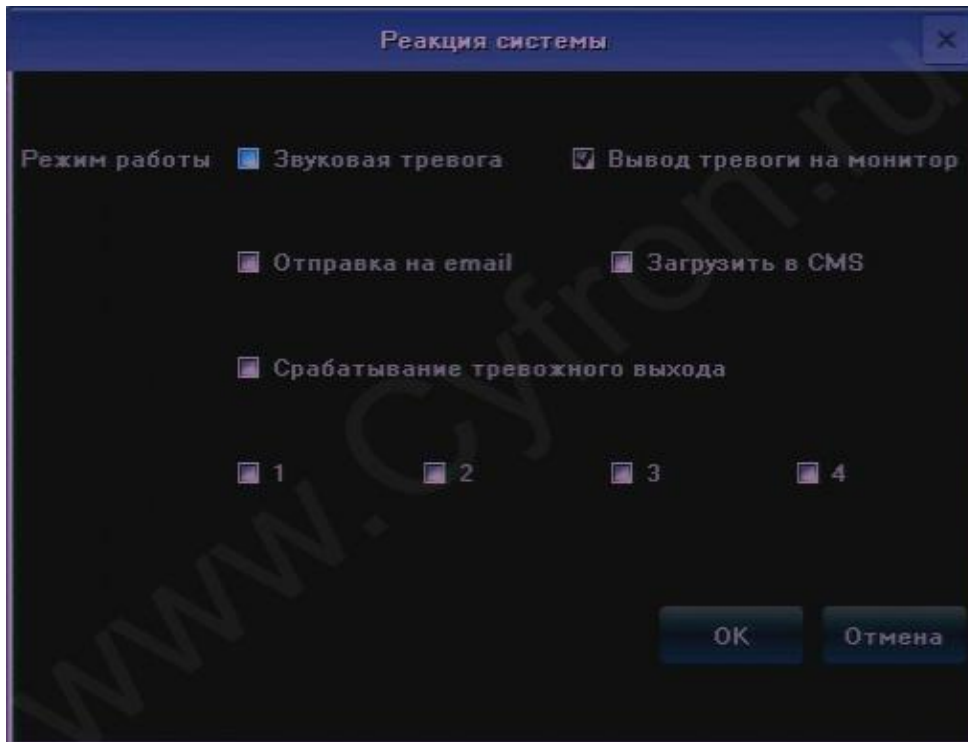 Реакция системы
Режим работы Звуковая тревога Вывод тревоги на монитор
Отправка на email Загрузить в CMS
Срабатывание тревожного выхода
1 2 3 4
OK Отмена
www.Cyfron.ru